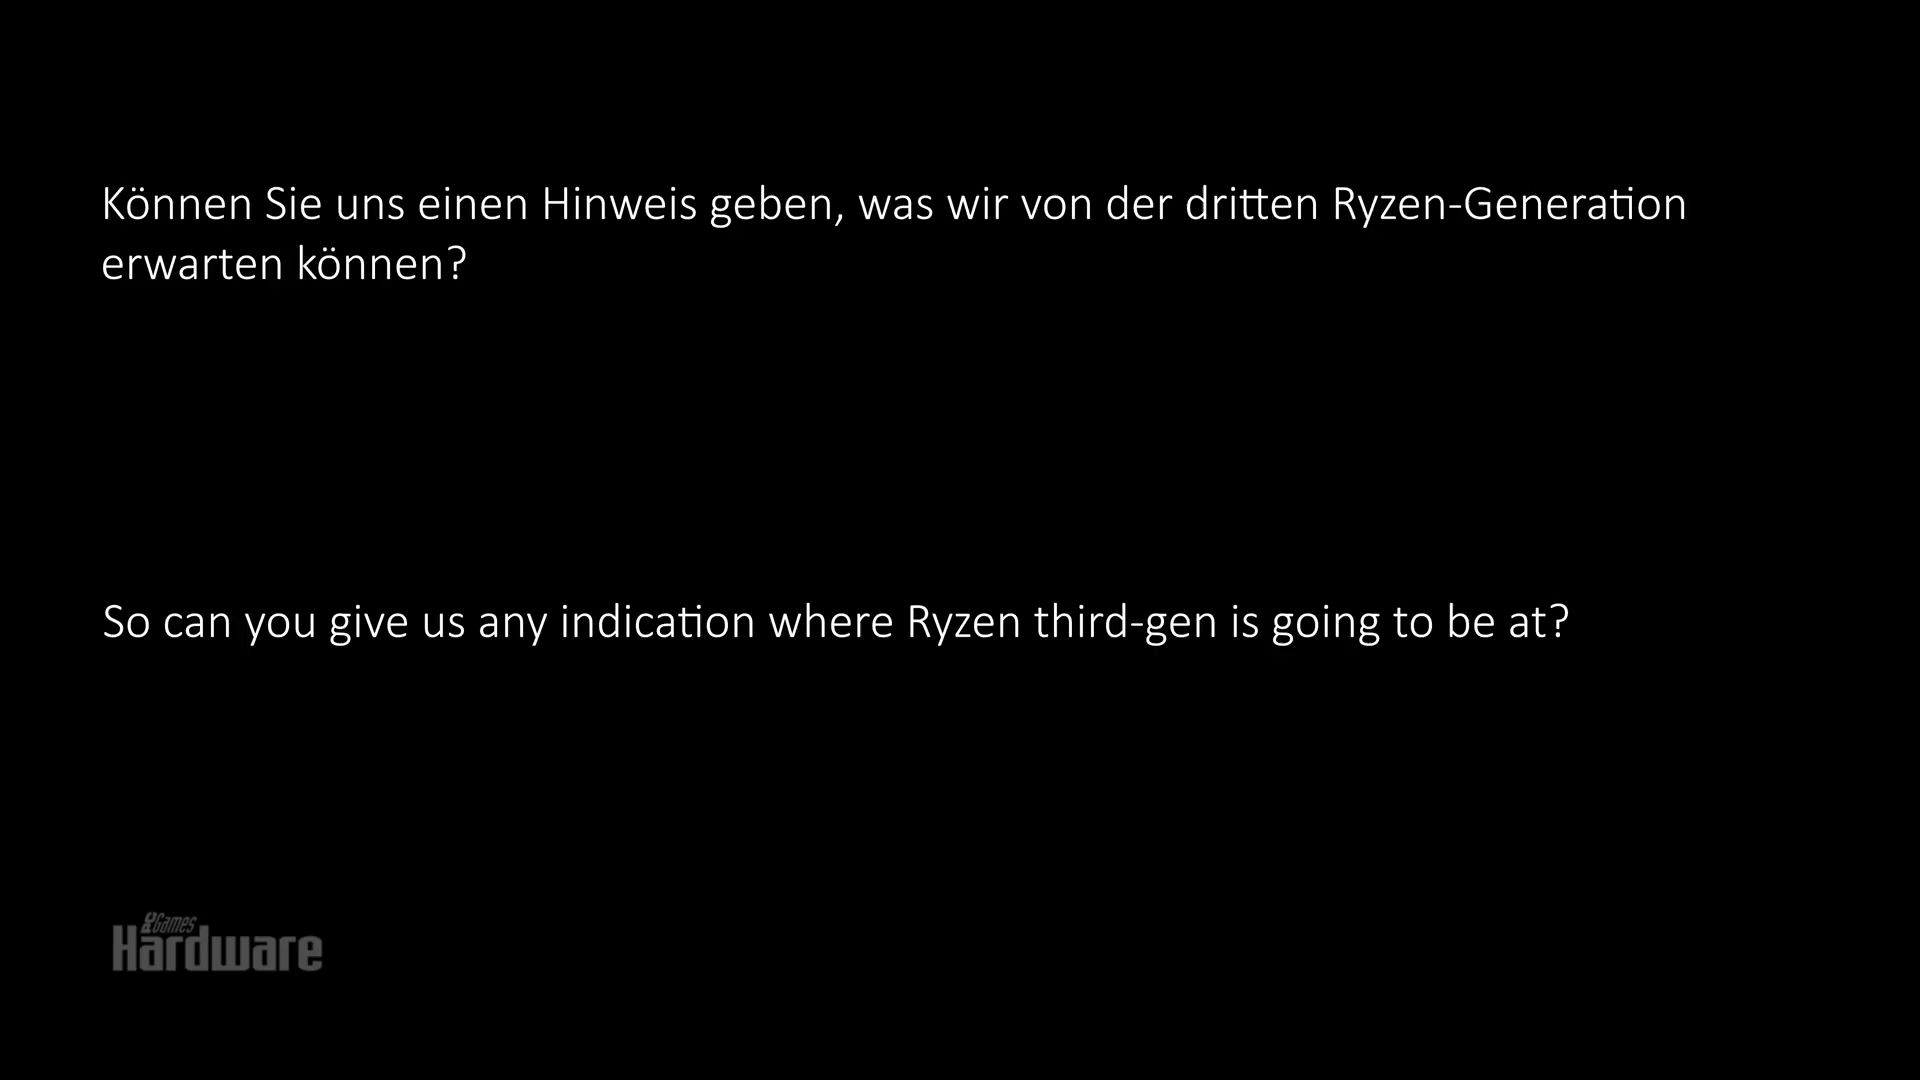 Können Sie uns einen Hinweis geben, was wir von der dritten Ryzen-Generation
erwarten können?
So can you give us any indication where Ryzen third-gen is going to be at?
&Games
Hardware